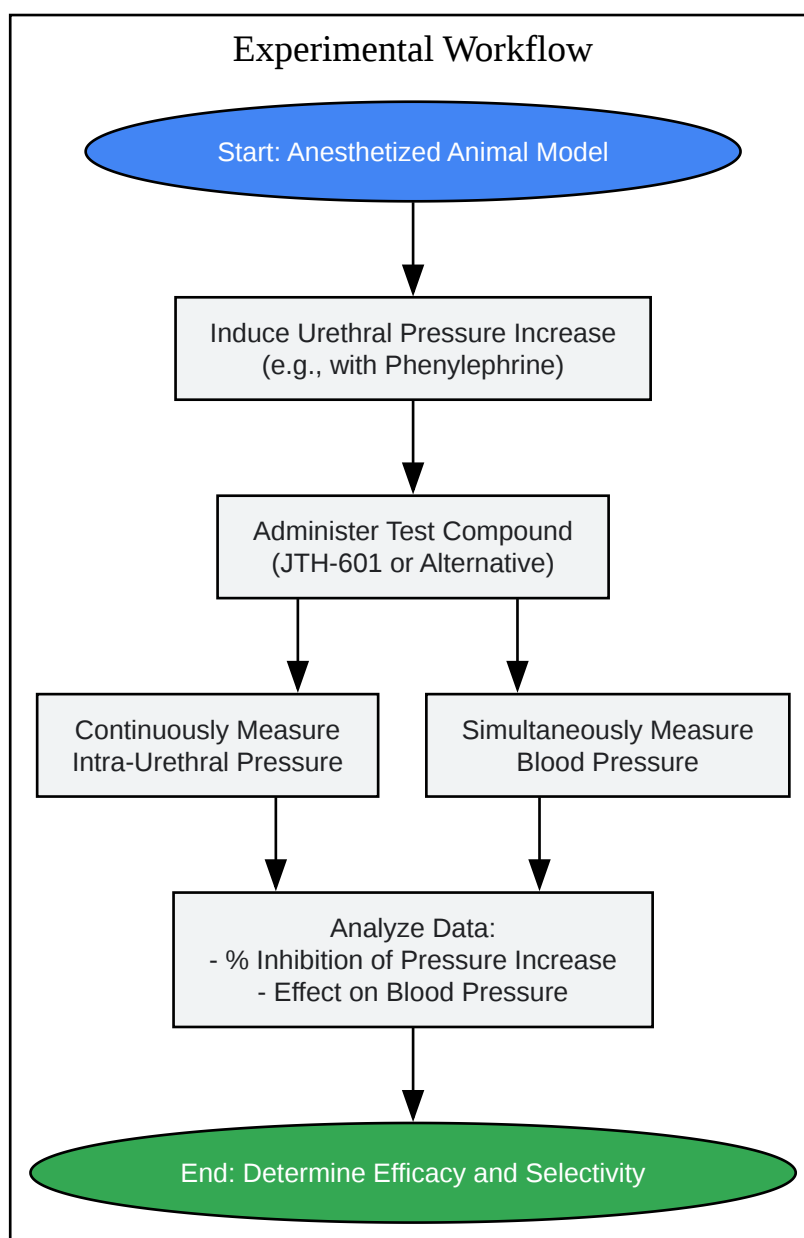 Experimental Workflow
Start: Anesthetized Animal Model
Induce Urethral Pressure Increase
(e.g., with Phenylephrine)
Administer Test Compound
(JTH-601 or Alternative)
Continuously Measure
Intra-Urethral Pressure
Simultaneously Measure
Blood Pressure
Analyze Data:
- % Inhibition of Pressure Increase
- Effect on Blood Pressure
End: Determine Efficacy and Selectivity